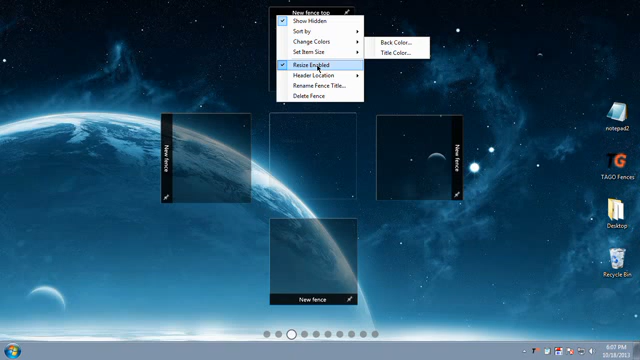 New fence top
Show Hidden
Sort by
Change Colors
Set Item Size
Resize Enabled
Header Location
Rename Fence Title...
Delete Fence
Back Color...
Title Color...
New fence
New fence
New fence
notepad2
TG
TAGO Fences
Desktop
Recycle Bin
6:07 PM
10/18/2013